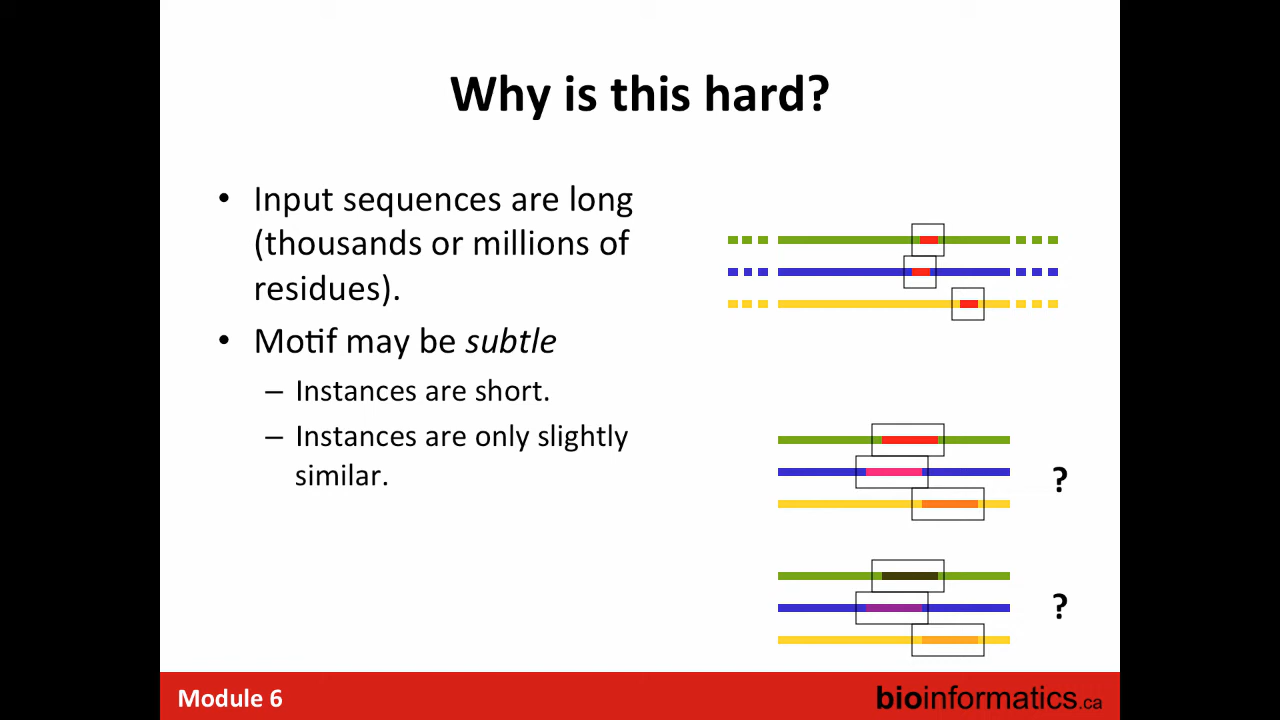 Why is this hard?
• Input sequences are long
(thousands or millions of
residues).
• Motif may be subtle
– Instances are short.
– Instances are only slightly
similar.
?
?
Module 6
bioinformatics.ca